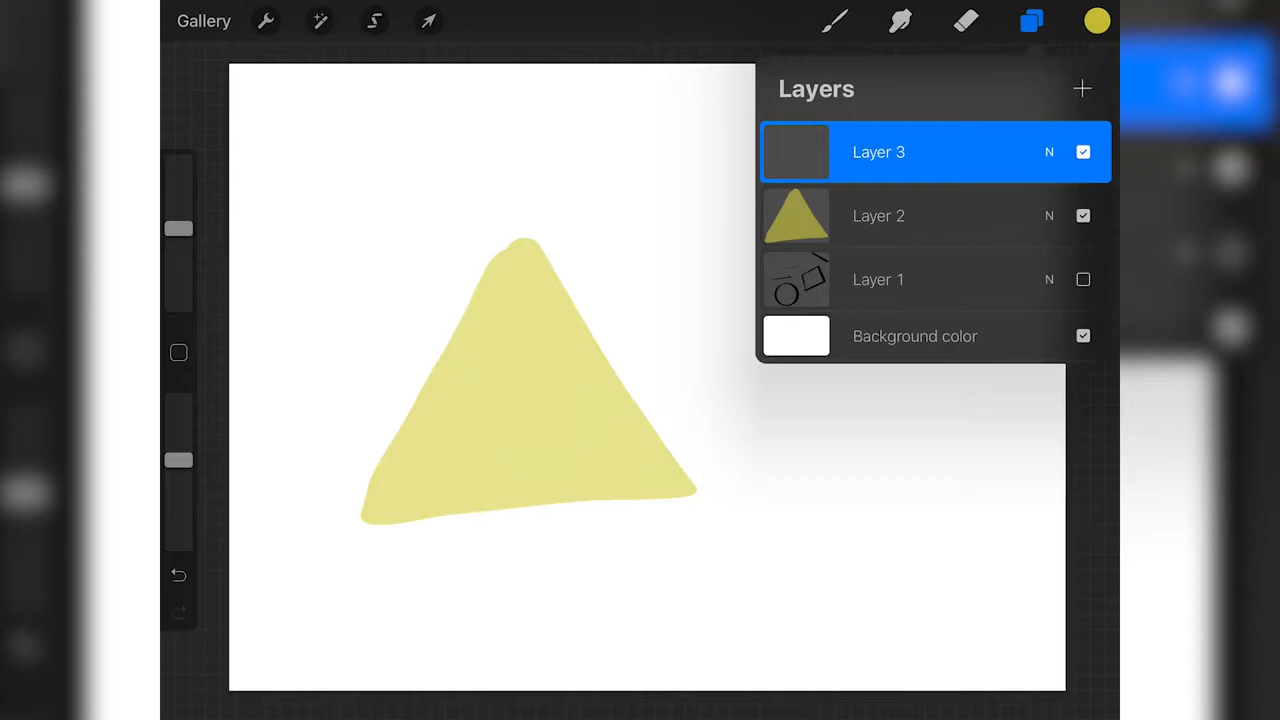 Gallery
Layers
Layer 3 N
Layer 2 N
Layer 1 N
Background color